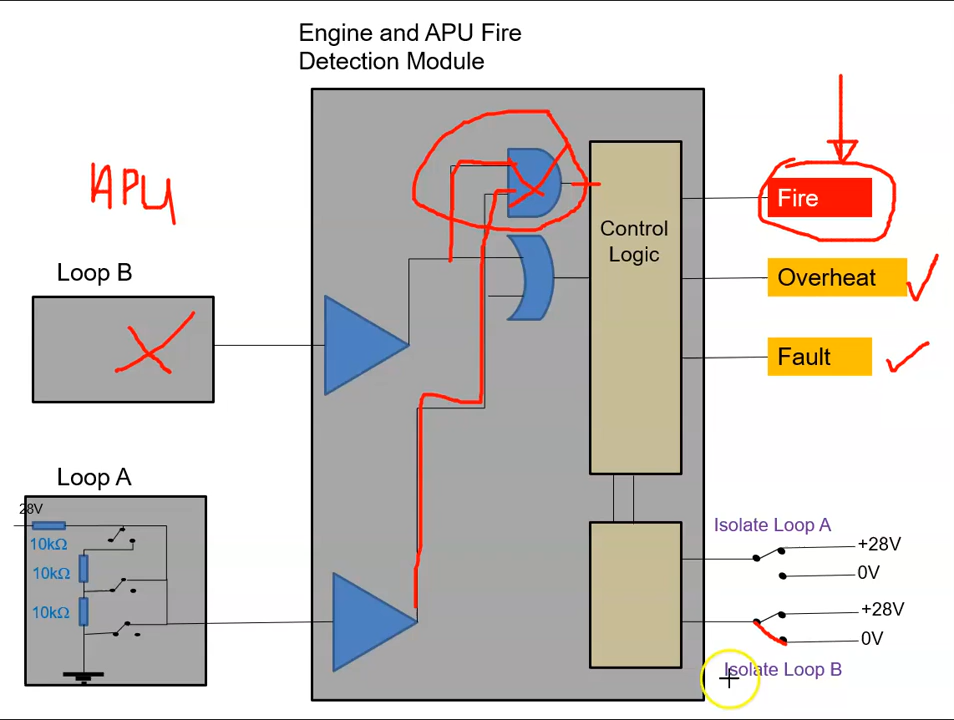 Engine and APU Fire
Detection Module
APU
Fire
Control
Logic
Loop B
Overheat
Fault
Loop A
28V
10kΩ
10kΩ
10kΩ
Isolate Loop A
+28V
0V
+28V
0V
Isolate Loop B